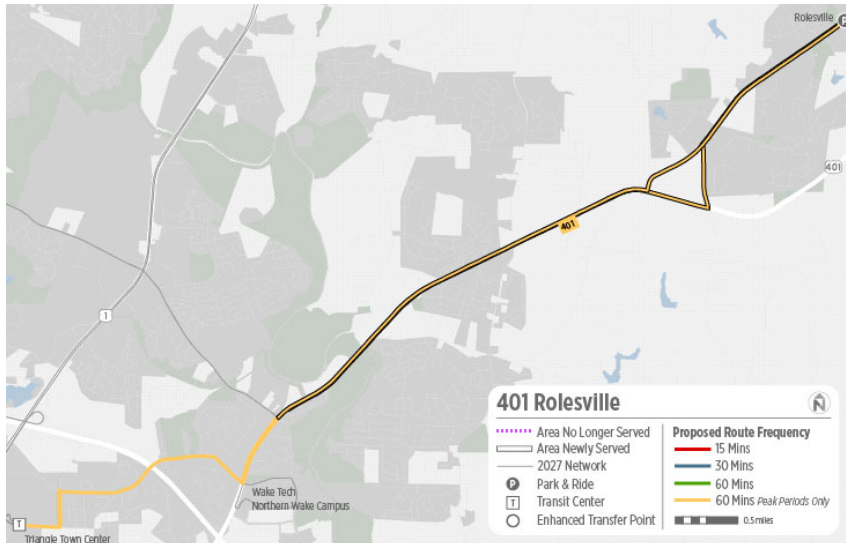 Rolesville
P
401
401
1
Wake Tech
Northern Wake Campus
T
Triangle Town Center
401 Rolesville
N
Area No Longer Served
Area Newly Served
2027 Network
P Park & Ride
T Transit Center
Enhanced Transfer Point
Proposed Route Frequency
15 Mins
30 Mins
60 Mins
60 Mins Peak Periods Only
0.5 miles